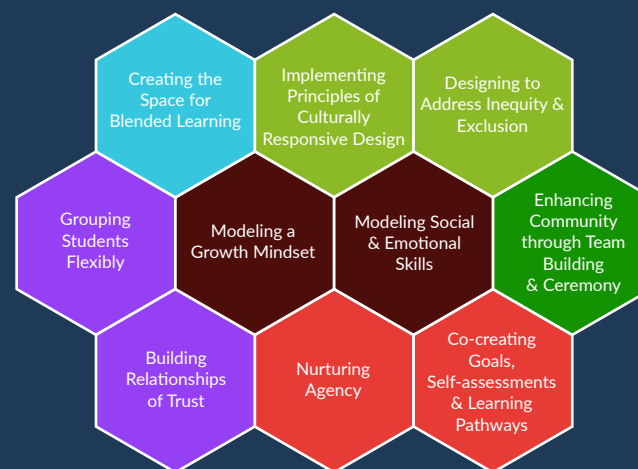 Creating the
Space for
Blended Learning
Implementing
Principles of
Culturally
Responsive Design
Designing to
Address Inequity &
Exclusion
Grouping
Students
Flexibly
Modeling a
Growth Mindset
Modeling Social
& Emotional
Skills
Enhancing
Community
through Team
Building
& Ceremony
Building
Relationships
of Trust
Nurturing
Agency
Co-creating
Goals,
Self-assessments
& Learning
Pathways